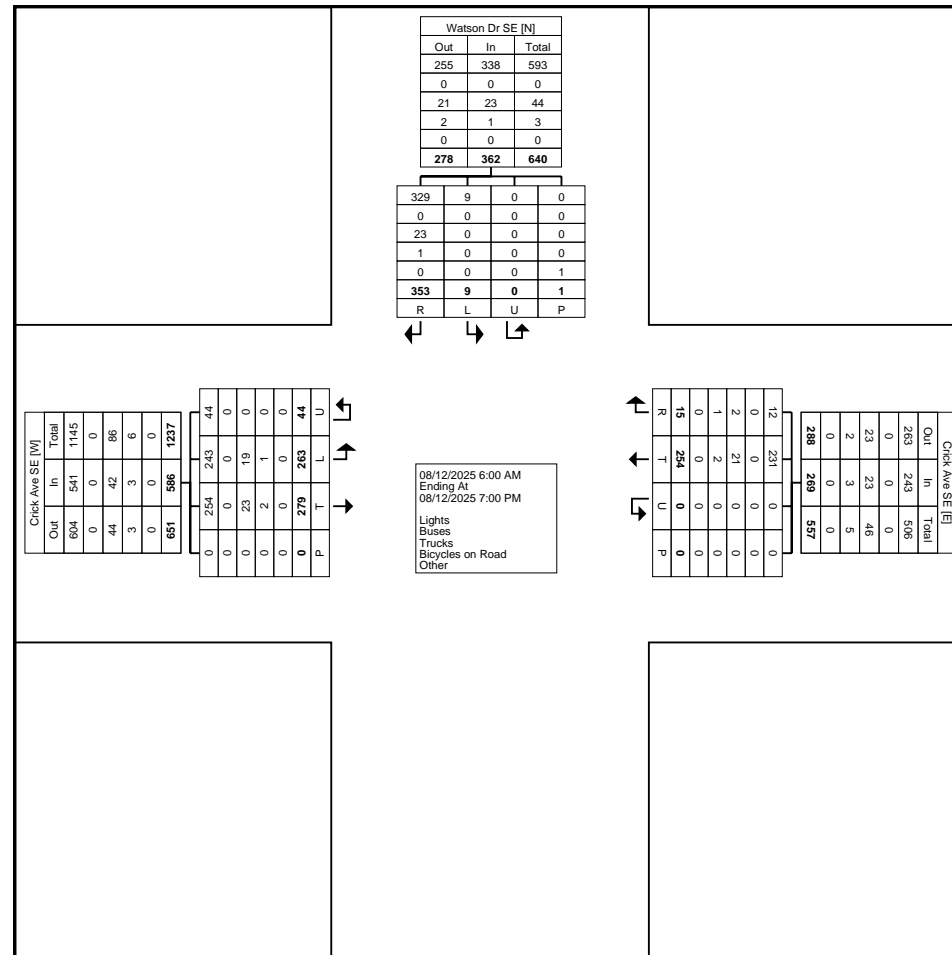 Watson Dr SE [N]
Out In Total
255 338 593
0 0 0
21 23 44
2 1 3
0 0 0
278 362 640
329 9 0 0
0 0 0 0
23 0 0 0
1 0 0 0
0 0 0 1
353 9 0 1
R L U P
Crick Ave SE [W]
Total In Out
1145 541 604
0 0 0
86 42 44
6 3 3
0 0 0
1237 586 651
44 243 254 0
0 0 0 0
0 19 23 0
0 1 2 0
0 0 0 0
44 263 279 0
U L T P
08/12/2025 6:00 AM
Ending At
08/12/2025 7:00 PM
Lights
Buses
Trucks
Bicycles on Road
Other
Crick Ave SE [E]
Out In Total
263 243 506
0 0 0
23 23 46
2 3 5
0 0 0
288 269 557
12 231 0 0
0 0 0 0
2 21 0 0
1 2 0 0
0 0 0 0
15 254 0 0
R T U P